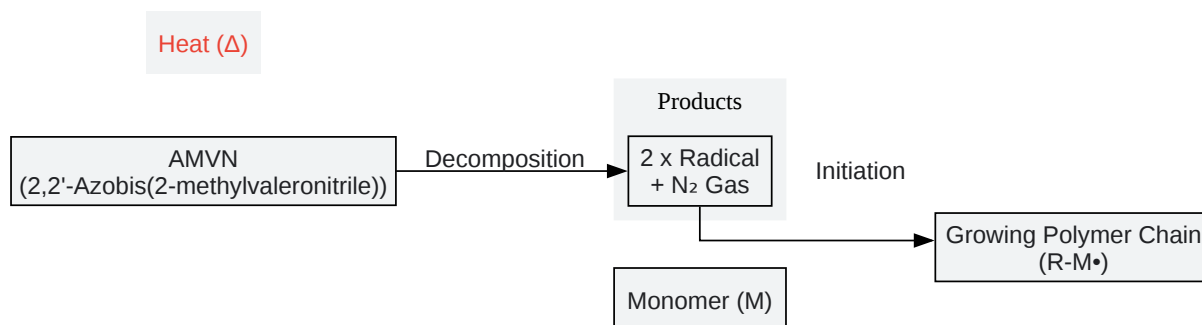 Heat (Δ)
Products
AMVN
(2,2'-Azobis(2-methylvaleronitrile))
Decomposition
2 x Radical
+ N₂ Gas
Initiation
Growing Polymer Chain
(R-M•)
Monomer (M)